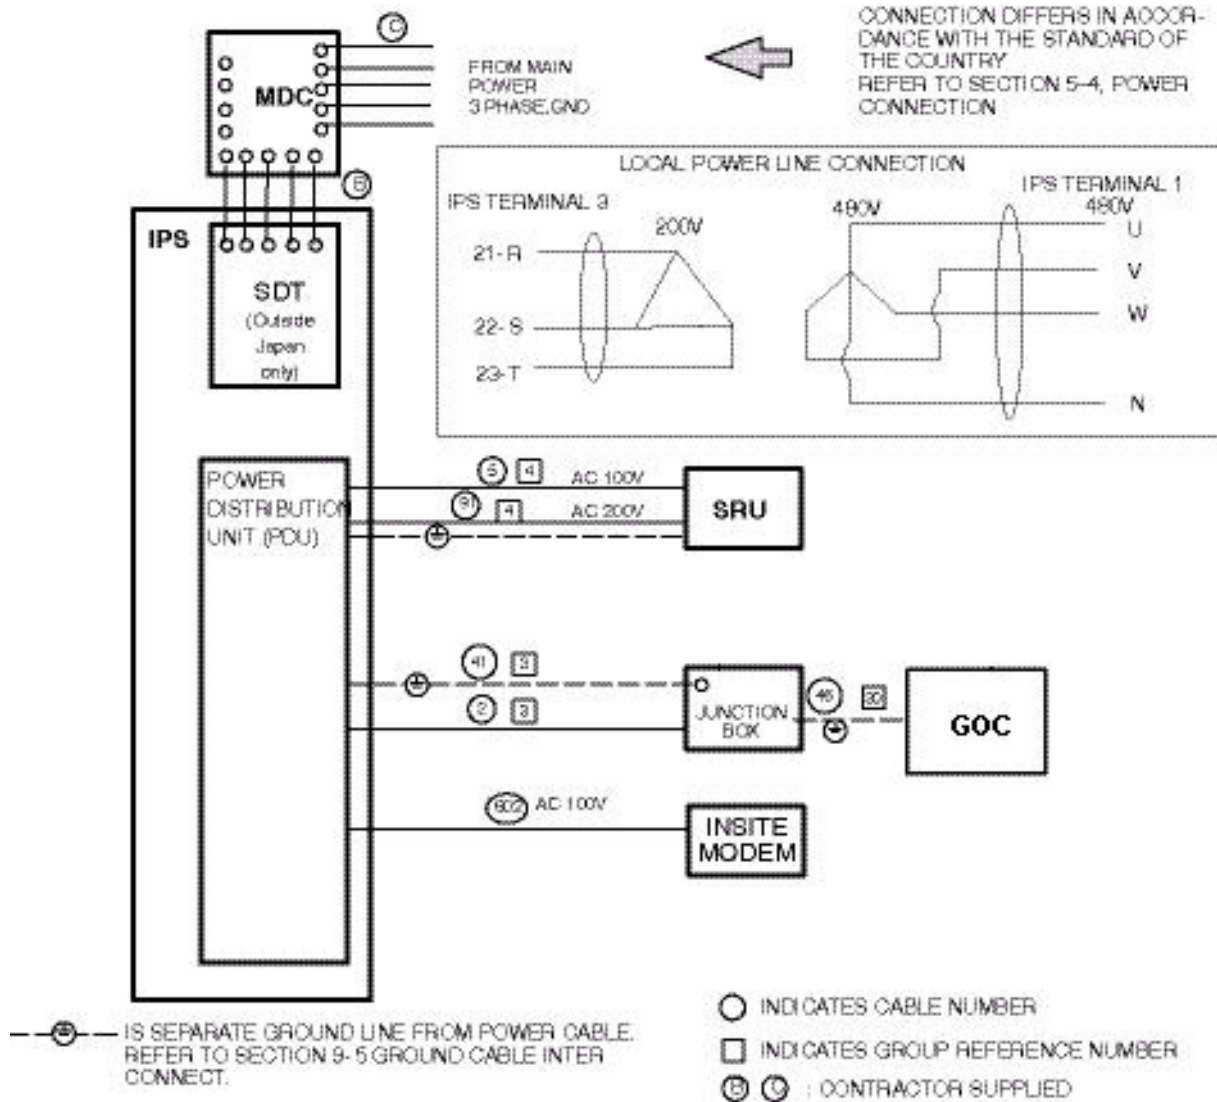 C
CONNECTION DIFFERS IN ACCOR-
DANCE WITH THE STANDARD OF
THE COUNTRY
REFER TO SECTION 5-4, POWER
CONNECTION
MDC
FROM MAIN
POWER
3 PHASE,GND
B
LOCAL POWER LINE CONNECTION
IPS TERMINAL 3
IPS TERMINAL 1
200V
480V
U
21-R
V
22-S
W
23-T
N
IPS
SDT
(Outside
Japan
only)
POWER
DISTRIBUTION
UNIT (PDU)
4
AC 100V
4
AC 200V
SRU
41
3
2
3
JUNCTION
BOX
46
30
GOC
602
AC 100V
INSITE
MODEM
IS SEPARATE GROUND LINE FROM POWER CABLE.
REFER TO SECTION 9-5 GROUND CABLE INTER
CONNECT.
INDICATES CABLE NUMBER
INDICATES GROUP REFERENCE NUMBER
B C : CONTRACTOR SUPPLIED